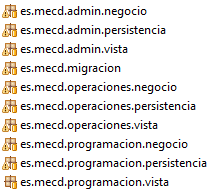 es.mecd.admin.negocio
es.mecd.admin.persistencia
es.mecd.admin.vista
es.mecd.migracion
es.mecd.operaciones.negocio
es.mecd.operaciones.persistencia
es.mecd.operaciones.vista
es.mecd.programacion.negocio
es.mecd.programacion.persistencia
es.mecd.programacion.vista